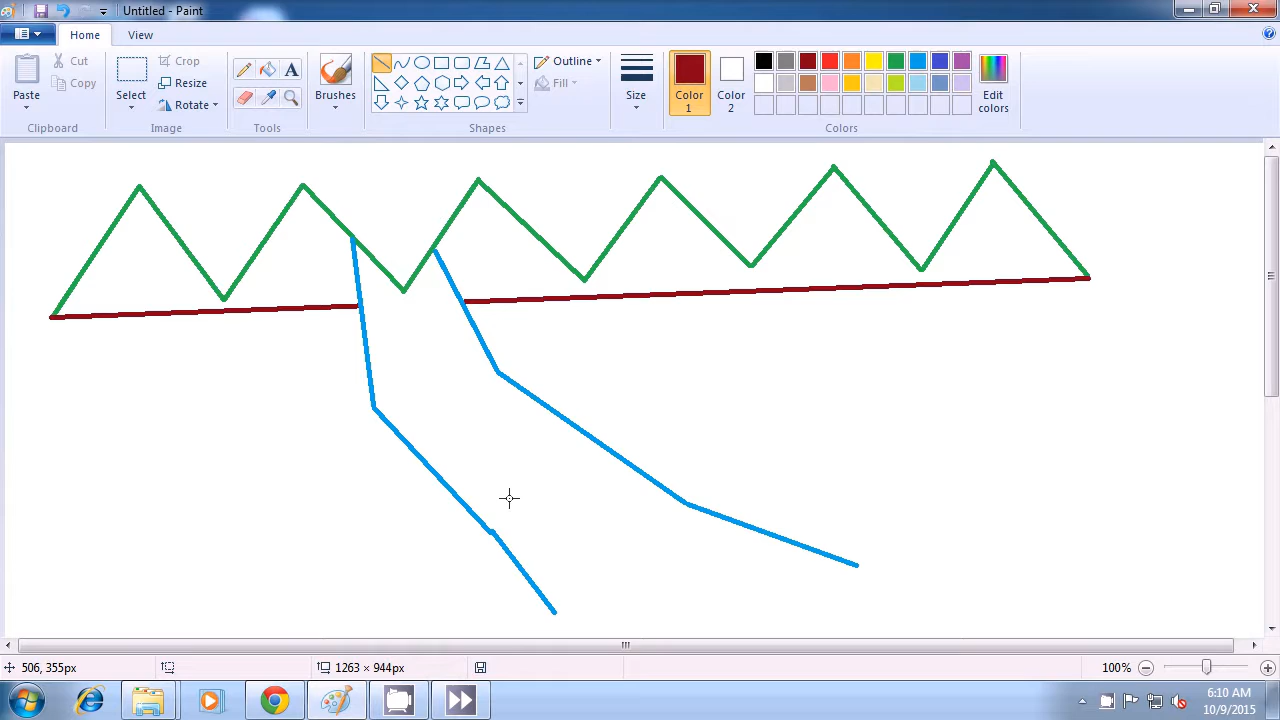 Untitled - Paint
Home View
Paste
Cut
Copy
Clipboard
Select
Crop
Resize
Rotate
Image
A
Tools
Brushes
Outline
Fill
Shapes
Size
Color 1
Color 2
Edit colors
Colors
506, 355px
1263 × 944px
100%
6:10 AM
10/9/2015